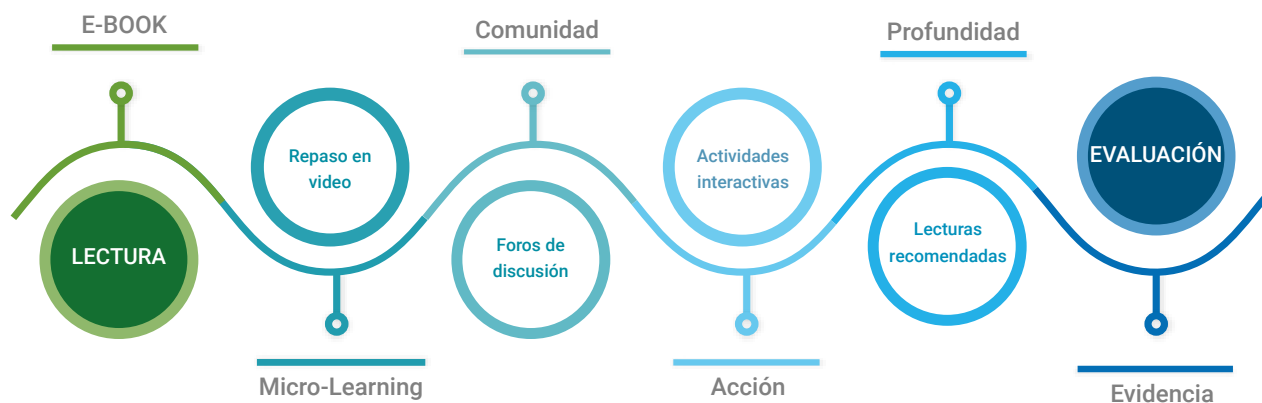 E-BOOK
LECTURA
Repaso en
video
Micro-Learning
Comunidad
Foros de
discusión
Actividades
interactivas
Acción
Profundidad
Lecturas
recomendadas
EVALUACIÓN
Evidencia